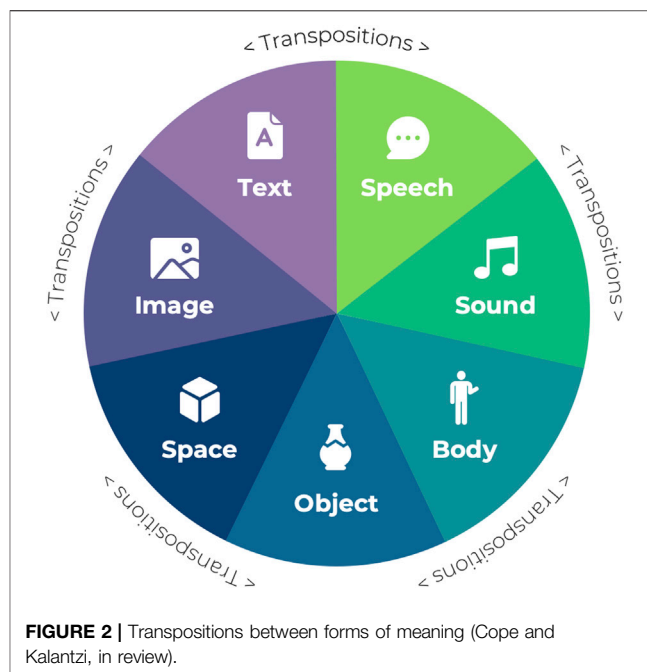 < Transpositions >
< Transpositions >
< Transpositions >
A
Text
Speech
Image
Sound
Space
Body
Object
< Transpositions >
< Transpositions >
FIGURE 2 | Transpositions between forms of meaning (Cope and
Kalantzi, in review).